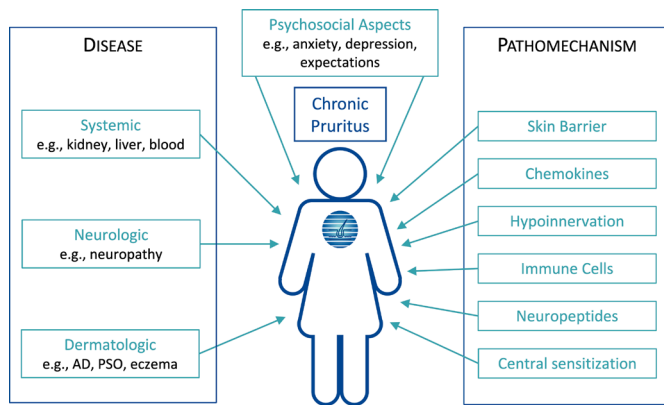 DISEASE
Systemic
e.g., kidney, liver, blood
Neurologic
e.g., neuropathy
Dermatologic
e.g., AD, PSO, eczema
Psychosocial Aspects
e.g., anxiety, depression,
expectations
Chronic
Pruritus
PATHOMECHANISM
Skin Barrier
Chemokines
Hypoinnervation
Immune Cells
Neuropeptides
Central sensitization